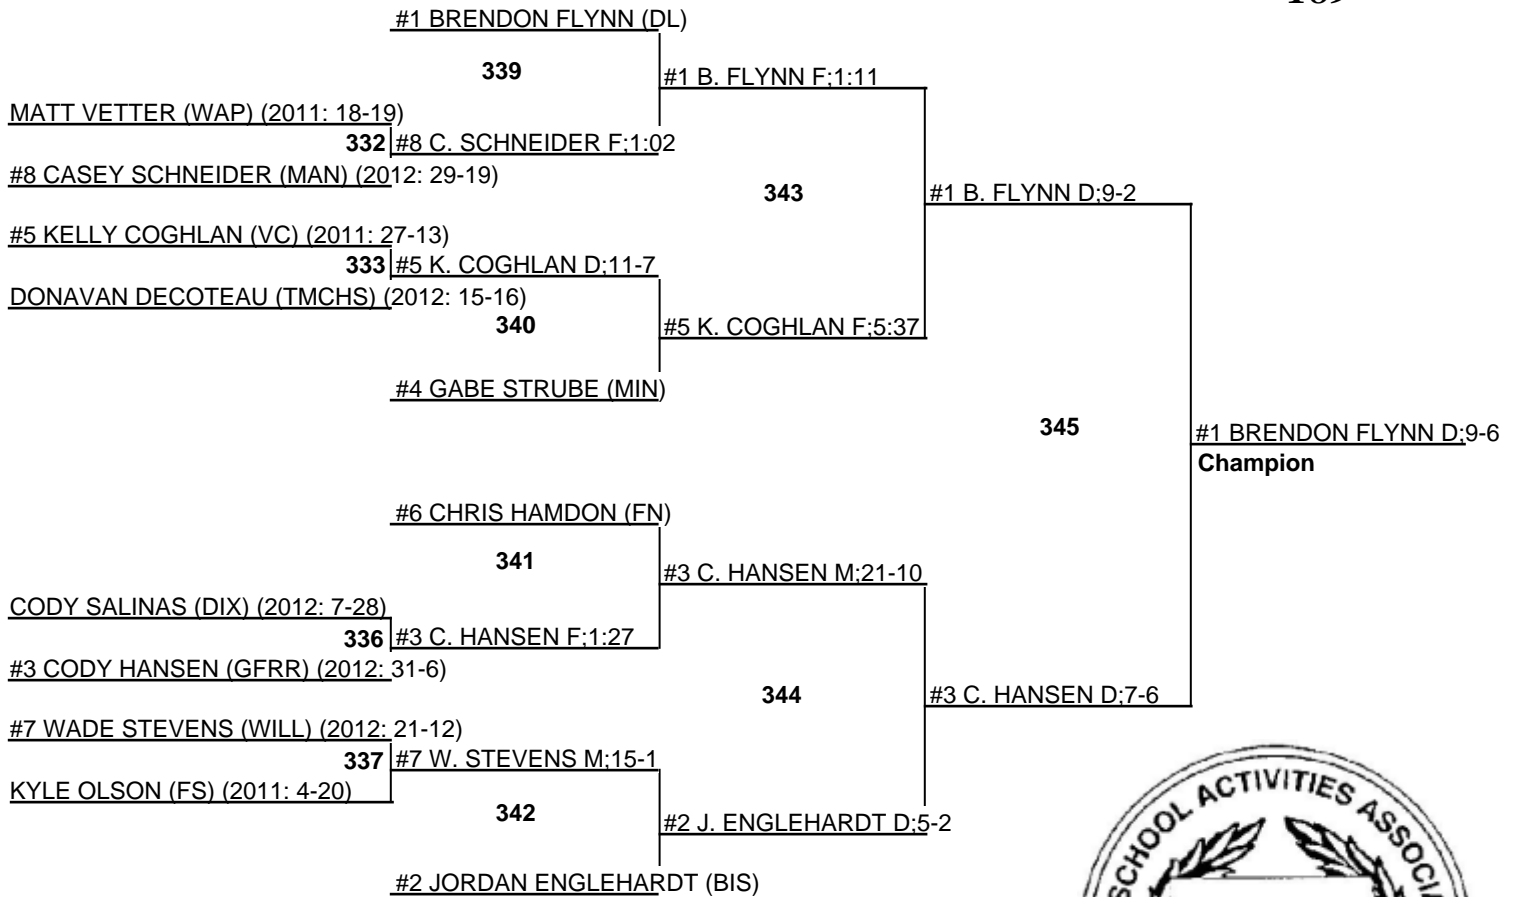 #1 BRENDON FLYNN (DL)
339
#1 B. FLYNN F;1:11
MATT VETTER (WAP) (2011: 18-19)
332 #8 C. SCHNEIDER F;1:02
#8 CASEY SCHNEIDER (MAN) (2012: 29-19)
343
#1 B. FLYNN D;9-2
#5 KELLY COGHLAN (VC) (2011: 27-13)
333 #5 K. COGHLAN D;11-7
DONAVAN DECOTEAU (TMCHS) (2012: 15-16)
340
#5 K. COGHLAN F;5:37
#4 GABE STRUBE (MIN)
345
#1 BRENDON FLYNN D;9-6
Champion
#6 CHRIS HAMDON (FN)
341
#3 C. HANSEN M;21-10
CODY SALINAS (DIX) (2012: 7-28)
336 #3 C. HANSEN F;1:27
#3 CODY HANSEN (GFRR) (2012: 31-6)
344
#3 C. HANSEN D;7-6
#7 WADE STEVENS (WILL) (2012: 21-12)
337 #7 W. STEVENS M;15-1
KYLE OLSON (FS) (2011: 4-20)
342
#2 J. ENGLEHARDT D;5-2
#2 JORDAN ENGLEHARDT (BIS)
SCHOOL ACTIVITIES